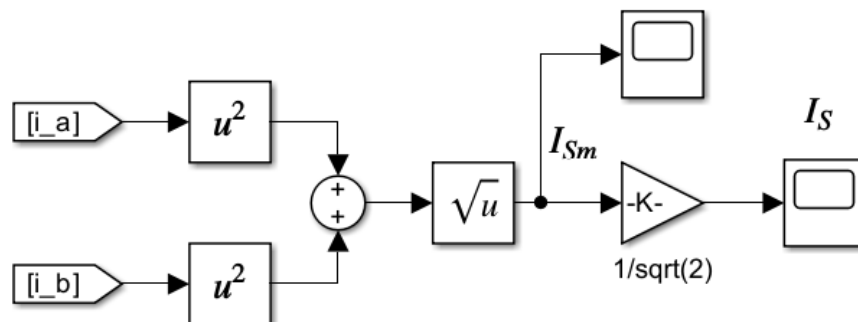 [i_a]
u²
+
+
√u
I_Sm
-K-
1/sqrt(2)
I_S
[i_b]
u²